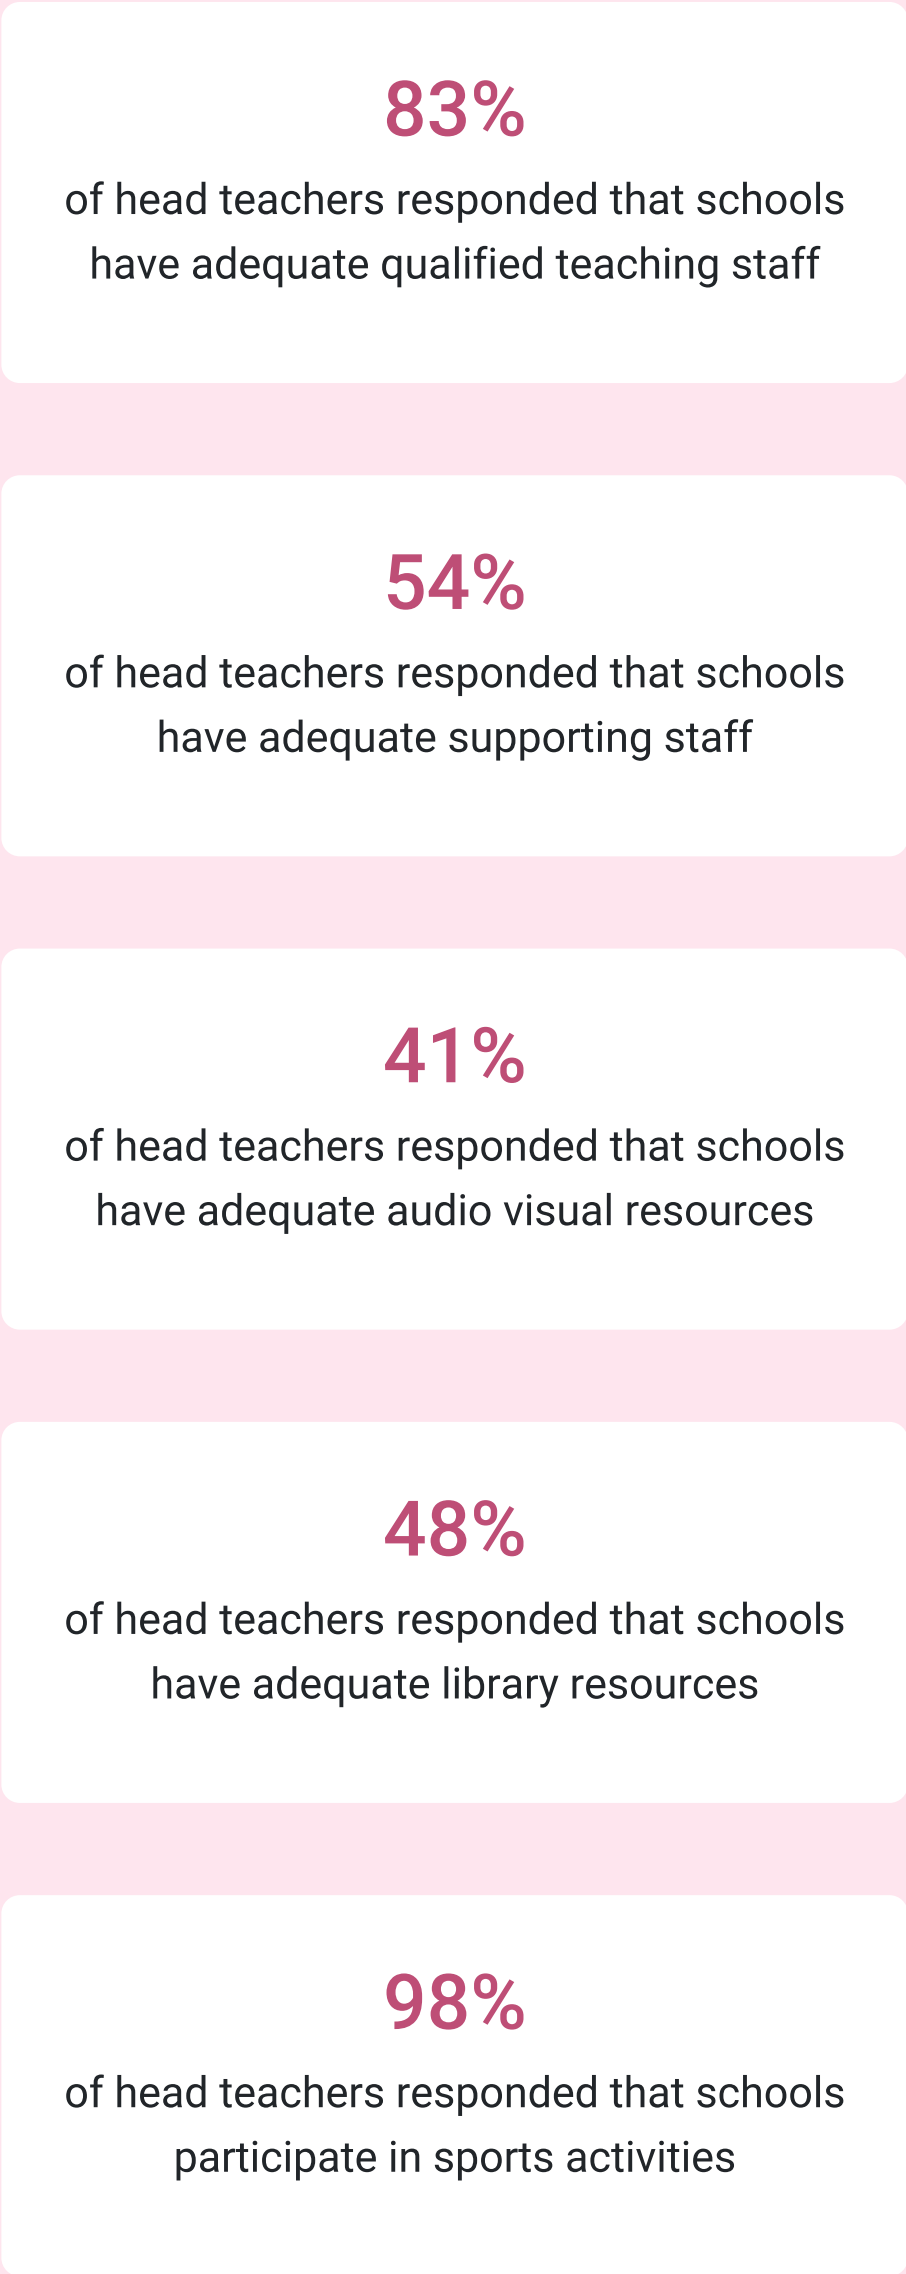 83%
of head teachers responded that schools
have adequate qualified teaching staff
54%
of head teachers responded that schools
have adequate supporting staff
41%
of head teachers responded that schools
have adequate audio visual resources
48%
of head teachers responded that schools
have adequate library resources
98%
of head teachers responded that schools
participate in sports activities